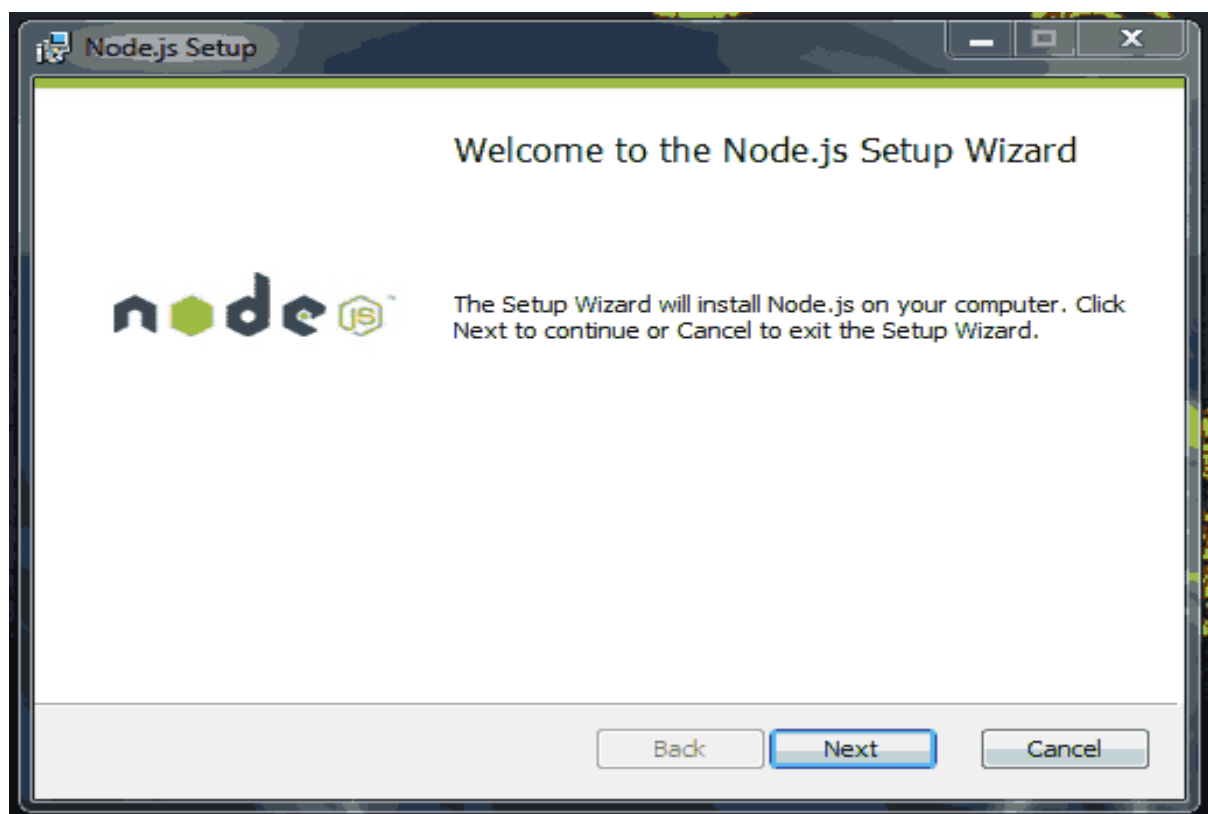 Node.js Setup
Welcome to the Node.js Setup Wizard
node JS™
The Setup Wizard will install Node.js on your computer. Click
Next to continue or Cancel to exit the Setup Wizard.
Back
Next
Cancel